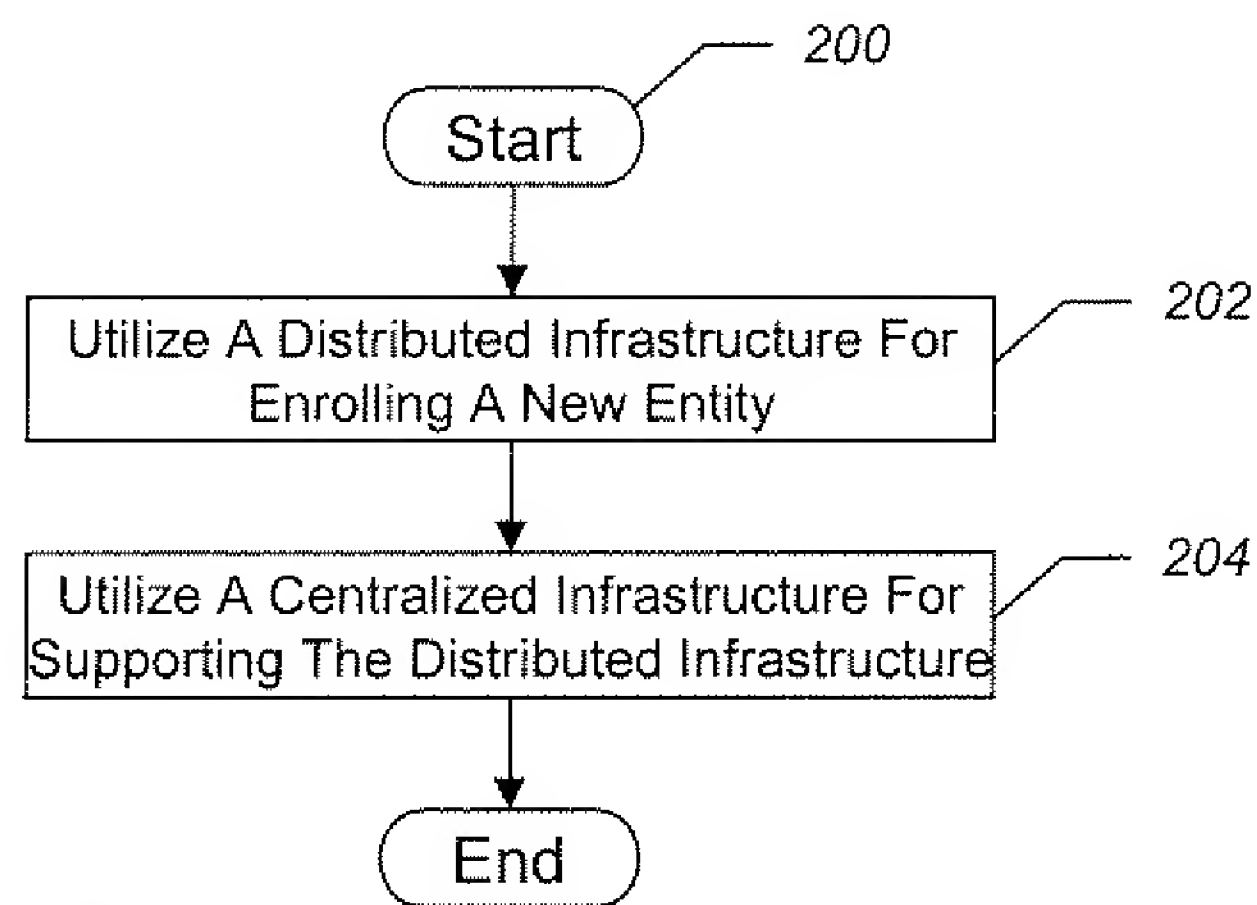 200
Start
202
Utilize A Distributed Infrastructure For
Enrolling A New Entity
204
Utilize A Centralized Infrastructure For
Supporting The Distributed Infrastructure
End